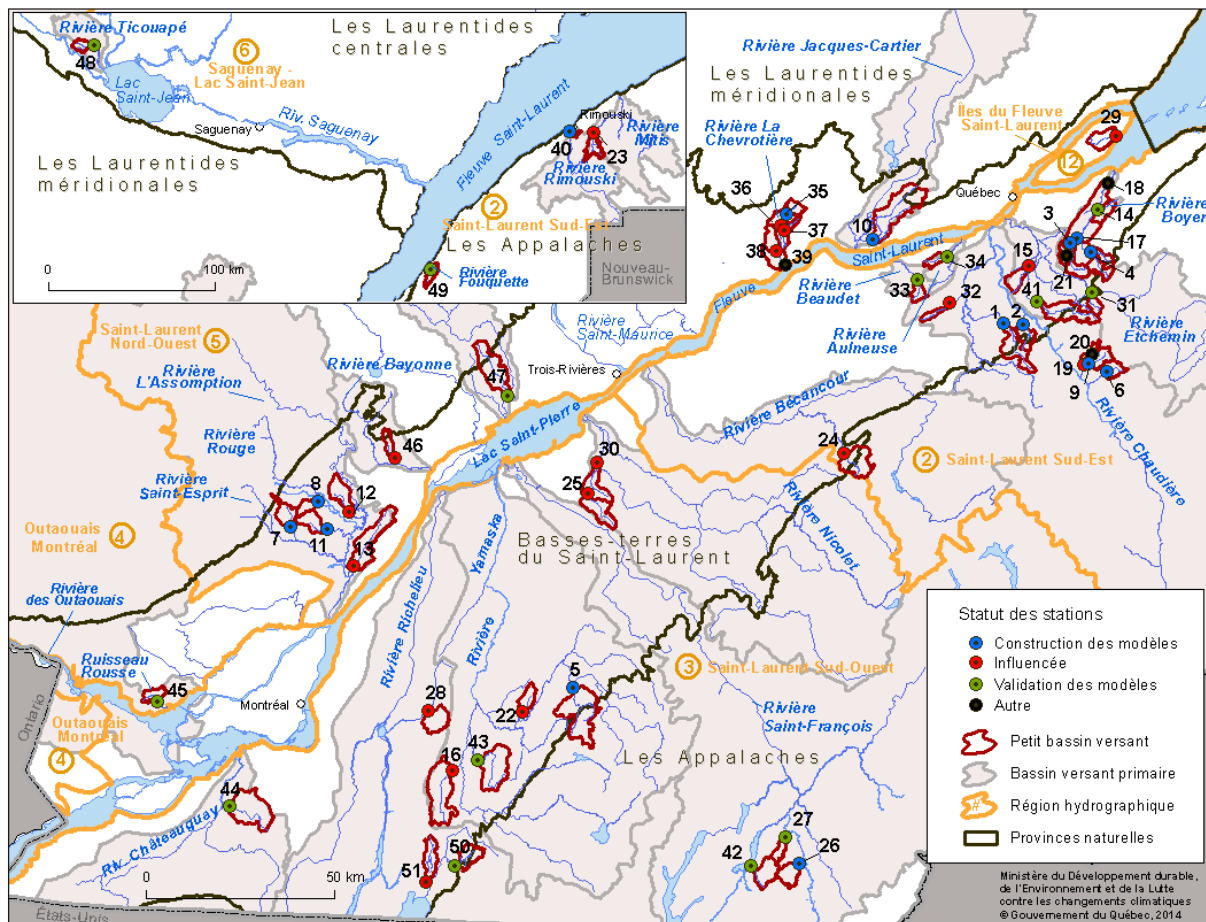 Rivière Ticouapé
48
6
Saguenay -
Lac Saint-Jean
Lac
Saint-Jean
Riv. Saguenay
Saguenay
Les Laurentides
centrales
Les Laurentides
méridionales
Fleuve Saint-Laurent
Rimouski
40
23
Rivière
Mitis
Rivière
Rimouski
2
Saint-Laurent Sud-Est
Les Appalaches
Rivière
Fouquette
49
Nouveau-
Brunswick
0 100 km
Rivière Jacques-Cartier
Les Laurentides
méridionales
Rivière La
Chevrotière
Îles du Fleuve
Saint-Laurent
12
29
Québec
36
35
37
38
39
10
18
14
Rivière
Boyer
3
17
4
21
15
41
31
34
33
32
1
2
20
19
9
6
Rivière
Beaudet
Rivière
Aulneuse
Rivière
Etchemin
Rivière Chaudière
Fleuve
Saint-Laurent
Saint-Laurent
Nord-Ouest
5
Rivière
L'Assomption
Rivière Bayonne
Rivière
Saint-Maurice
Trois-Rivières
47
46
Rivière
Rouge
Rivière
Saint-Esprit
8
12
7
11
13
Lac Saint-Pierre
Rivière Bécancour
30
25
24
2
Saint-Laurent Sud-Est
Rivière Nicolet
Basses-terres
du Saint-Laurent
Outaouais
Montréal
4
Rivière
des Outaouais
Ruisseau
Rousse
45
Montréal
Outaouais
Montréal
4
Ontario
Rivière Richelieu
Rivière
Yamaska
28
22
5
16
43
44
Riv. Châteauguay
50
51
3
Saint-Laurent Sud-Ouest
Rivière
Saint-François
Les Appalaches
27
42
26
0 50 km
États-Unis
Statut des stations
Construction des modèles
Influencée
Validation des modèles
Autre
Petit bassin versant
Bassin versant primaire
# Région hydrographique
Provinces naturelles
Ministère du Développement durable,
de l'Environnement et de la Lutte
contre les changements climatiques
© Gouvernement du Québec, 2014